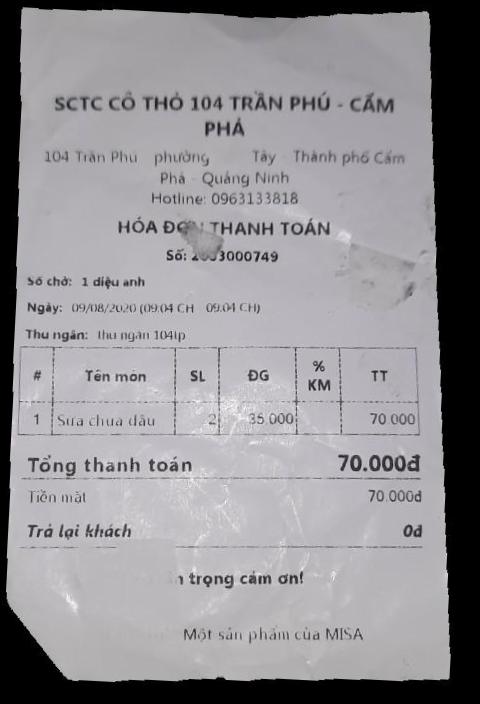 SCTC CÔ THỎ 104 TRẦN PHÚ - CẨM
PHẢ
104 Trần Phú phường Tây Thành phố Cẩm
Phả - Quảng Ninh
Hotline: 0963133818
HÓA ĐƠN THANH TOÁN
Số: 3000749
Số chờ: 1 diệu anh
Ngày: 09/08/2020 (09:04 CH 09:04 CH)
Thu ngân: thu ngân 104tp
# Tên món SL ĐG % KM TT
1 Sữa chua dâu 2 35.000 70.000
Tổng thanh toán 70.000đ
Tiền mặt 70.000đ
Trả lại khách 0đ
trọng cảm ơn!
Một sản phẩm của MISA